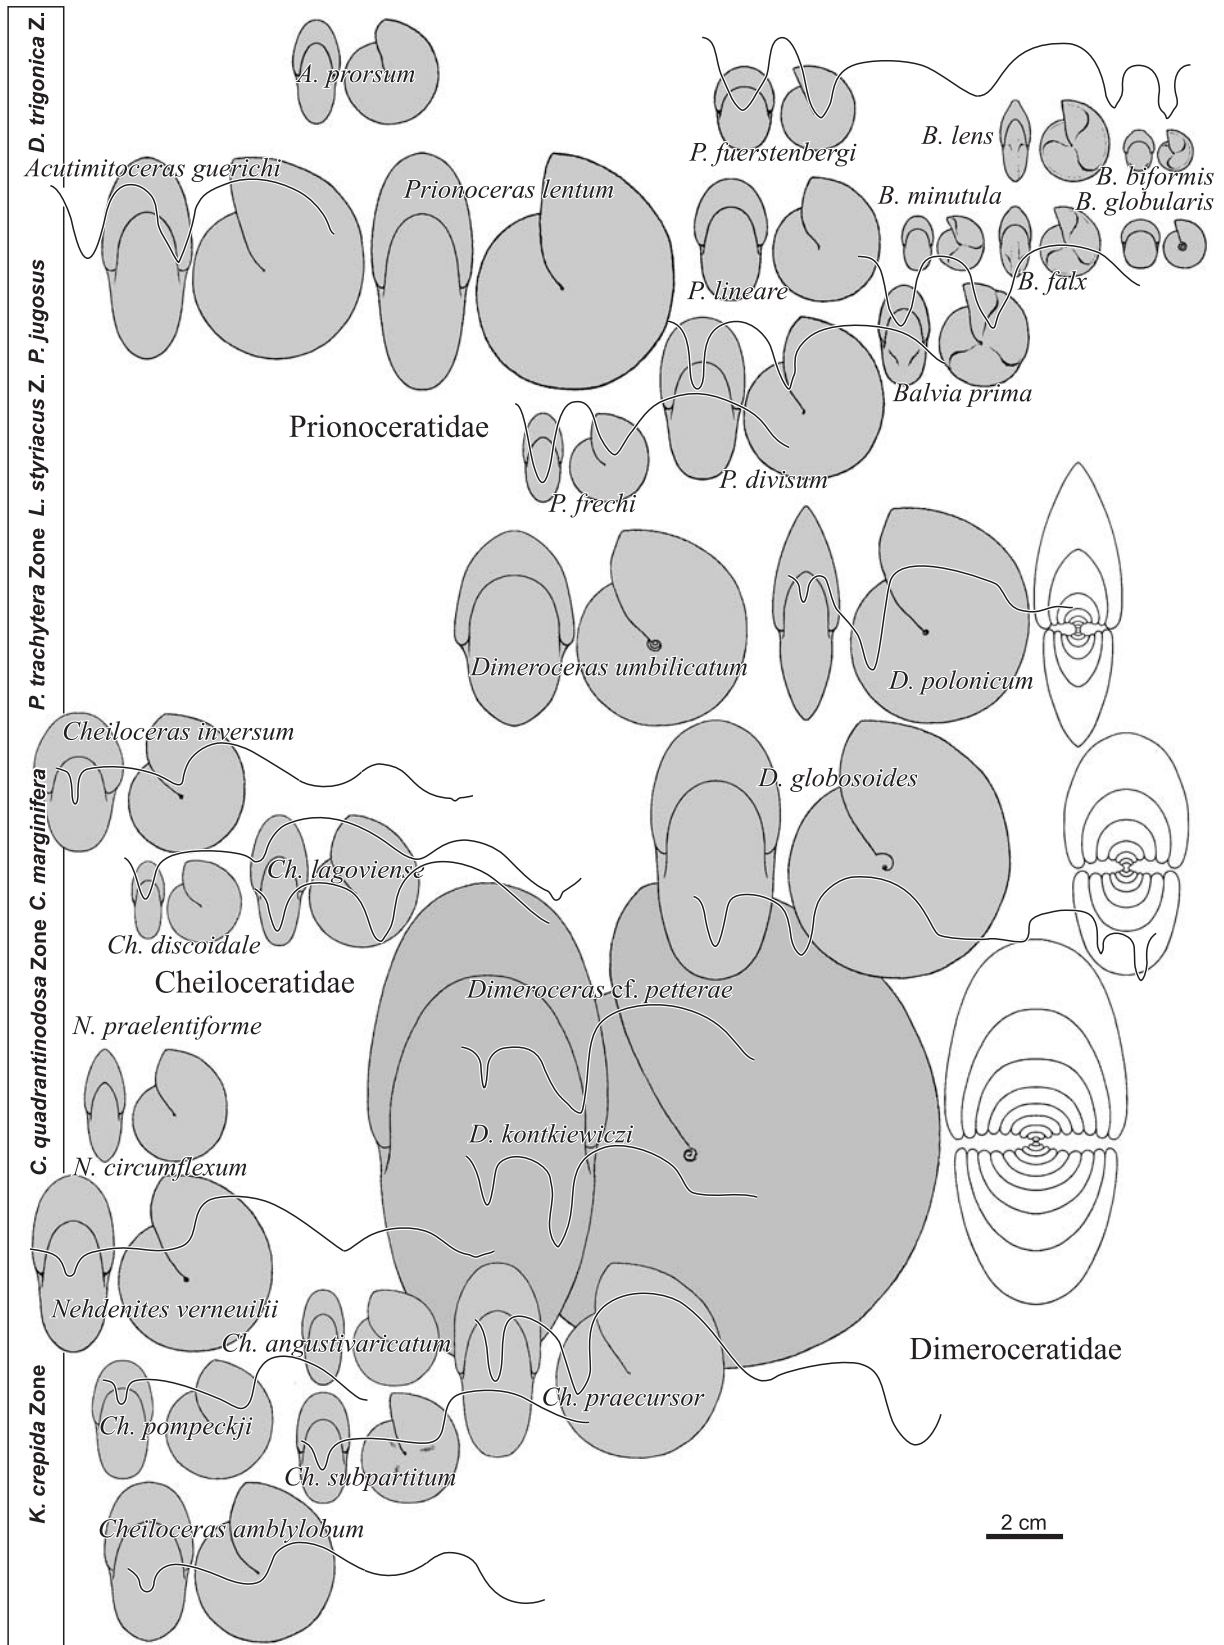 D. trigonica Z.
P. jugosus
L. styriacus Z.
P. trachytera Zone
C. marginifera
C. quadrantinodosa Zone
K. crepida Zone
A. prorsum
P. fuerstenbergi
B. lens
B. biformis
Acutimitoceras guerichi
Prionoceras lentum
B. minutula
B. globularis
P. lineare
B. falx
Balvia prima
Prionoceratidae
P. divisum
P. frechi
Dimeroceras umbilicatum
D. polonicum
Cheiloceras inversum
D. globosoides
Ch. lagoviense
Ch. discoidale
Cheiloceratidae
Dimeroceras cf. petterae
N. praelentiforme
D. kontkiewiczi
N. circumflexum
Nehdenites verneuilii
Ch. angustivaricatum
Dimeroceratidae
Ch. praecursor
Ch. pompeckji
Ch. subpartitum
Cheiloceras amblylobum
2 cm